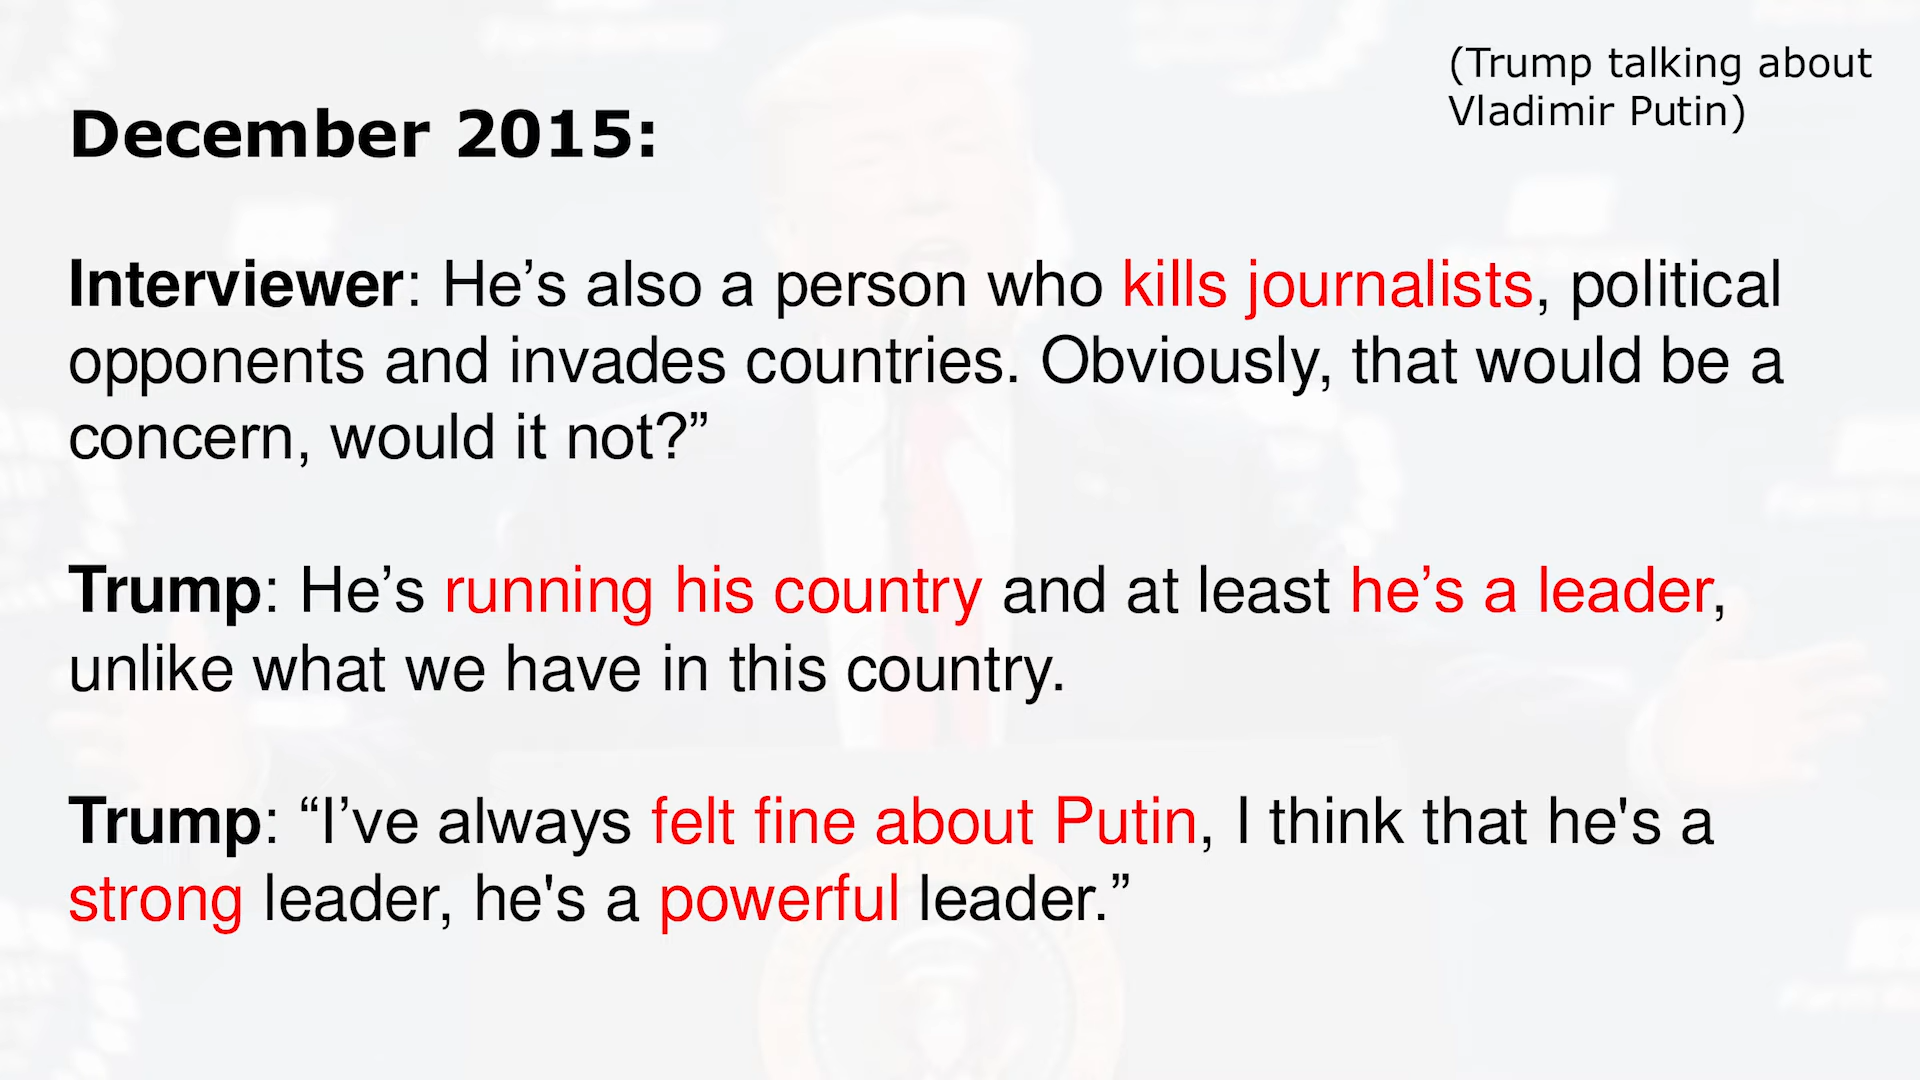 (Trump talking about
Vladimir Putin)
December 2015:
Interviewer: He’s also a person who kills journalists, political
opponents and invades countries. Obviously, that would be a
concern, would it not?”
Trump: He’s running his country and at least he’s a leader,
unlike what we have in this country.
Trump: “I’ve always felt fine about Putin, I think that he's a
strong leader, he's a powerful leader.”